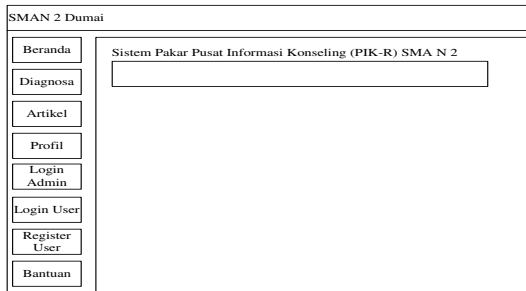 SMAN 2 Dumai
Beranda
Diagnosa
Artikel
Profil
Login
Admin
Login User
Register
User
Bantuan
Sistem Pakar Pusat Informasi Konseling (PIK-R) SMA N 2